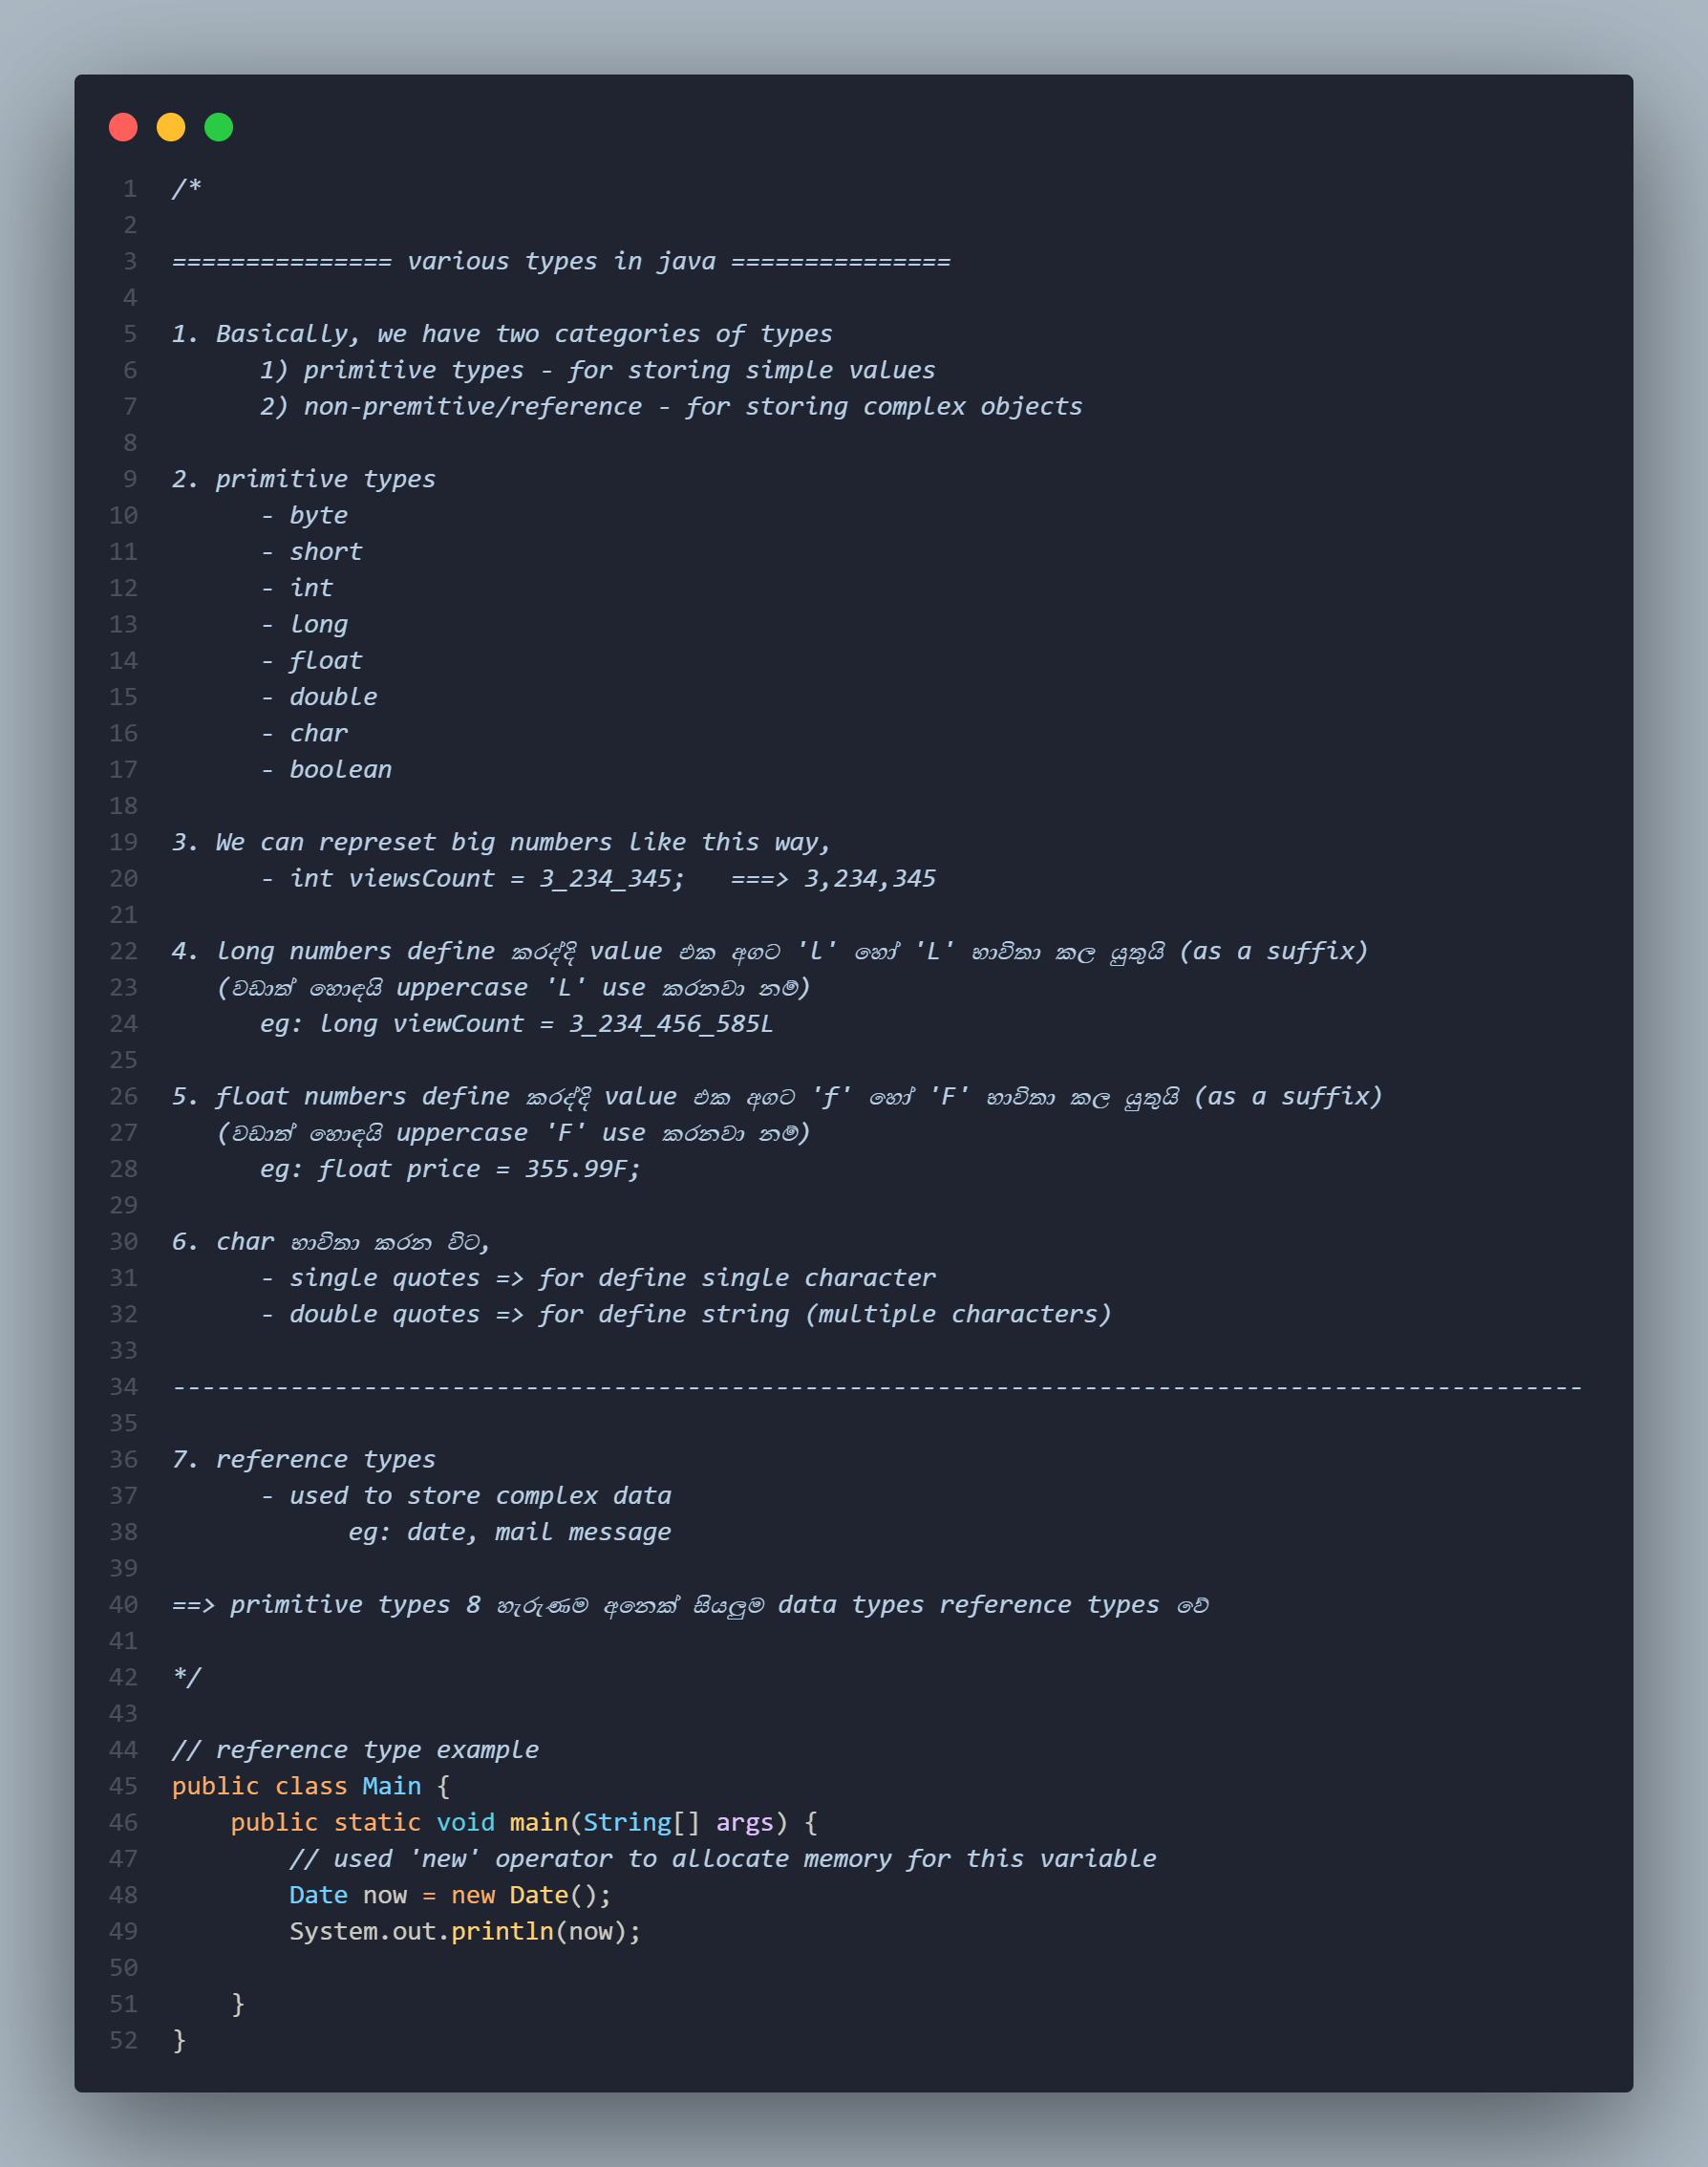 1 /*
2
3 =============== various types in java ===============
4
5 1. Basically, we have two categories of types
6       1) primitive types - for storing simple values
7       2) non-premitive/reference - for storing complex objects
8
9 2. primitive types
10       - byte
11       - short
12       - int
13       - long
14       - float
15       - double
16       - char
17       - boolean
18
19 3. We can represet big numbers like this way,
20       - int viewsCount = 3_234_345;   ===> 3,234,345
21
22 4. long numbers define කරද්දි value එක අගට 'l' හෝ 'L' භාවිතා කල යුතුයි (as a suffix)
23    (වඩාත් හොඳයි uppercase 'L' use කරනවා නම්)
24       eg: long viewCount = 3_234_456_585L
25
26 5. float numbers define කරද්දි value එක අගට 'f' හෝ 'F' භාවිතා කල යුතුයි (as a suffix)
27    (වඩාත් හොඳයි uppercase 'F' use කරනවා නම්)
28       eg: float price = 355.99F;
29
30 6. char භාවිතා කරන විට,
31       - single quotes => for define single character
32       - double quotes => for define string (multiple characters)
33
34 ------------------------------------------------------------------------------------------------
35
36 7. reference types
37       - used to store complex data
38             eg: date, mail message
39
40 ==> primitive types 8 හැරුණම අනෙක් සියලුම data types reference types වේ
41
42 */
43
44 // reference type example
45 public class Main {
46     public static void main(String[] args) {
47         // used 'new' operator to allocate memory for this variable
48         Date now = new Date();
49         System.out.println(now);
50
51     }
52 }